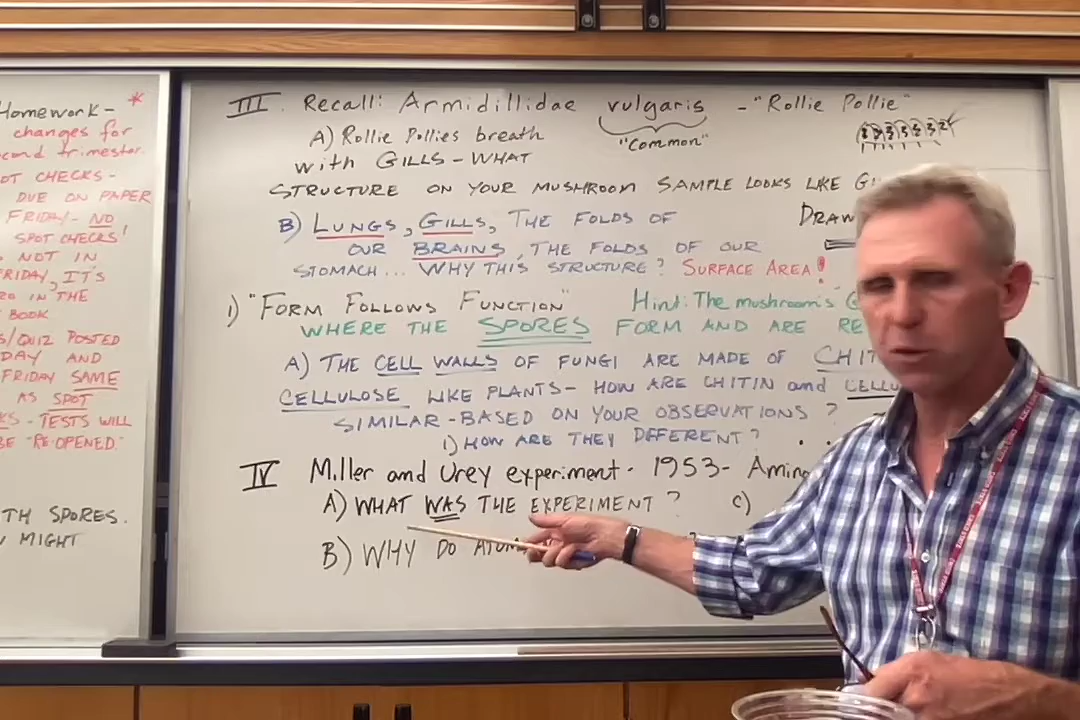 Homework-
changes for
trimester.
CHECKS-
DUE ON PAPER
FRIDAY- NO
SPOT CHECKS!
NOT IN
FRIDAY, IT'S
IN THE
BOOK
/QUIZ POSTED
AND
FRIDAY SAME
AS SPOT
- TESTS WILL
BE "RE-OPENED."
SPORES.
MIGHT
III. Recall: Armidillidae vulgaris - "Rollie Pollie"
"Common"
A) Rollie Pollies breath
with GILLS - WHAT
STRUCTURE ON YOUR MUSHROOM SAMPLE LOOKS LIKE
DRAW
B) LUNGS, GILLS, THE FOLDS OF
OUR BRAINS, THE FOLDS OF OUR
STOMACH... WHY THIS STRUCTURE? SURFACE AREA!
1) "FORM FOLLOWS FUNCTION" Hint: The mushroom's
WHERE THE SPORES FORM AND ARE
A) THE CELL WALLS OF FUNGI ARE MADE OF
CELLULOSE LIKE PLANTS - HOW ARE CHITIN and
SIMILAR - BASED ON YOUR OBSERVATIONS?
1) HOW ARE THEY DIFFERENT?
IV Miller and Urey experiment - 1953 -
A) WHAT WAS THE EXPERIMENT? C)
B) WHY DO